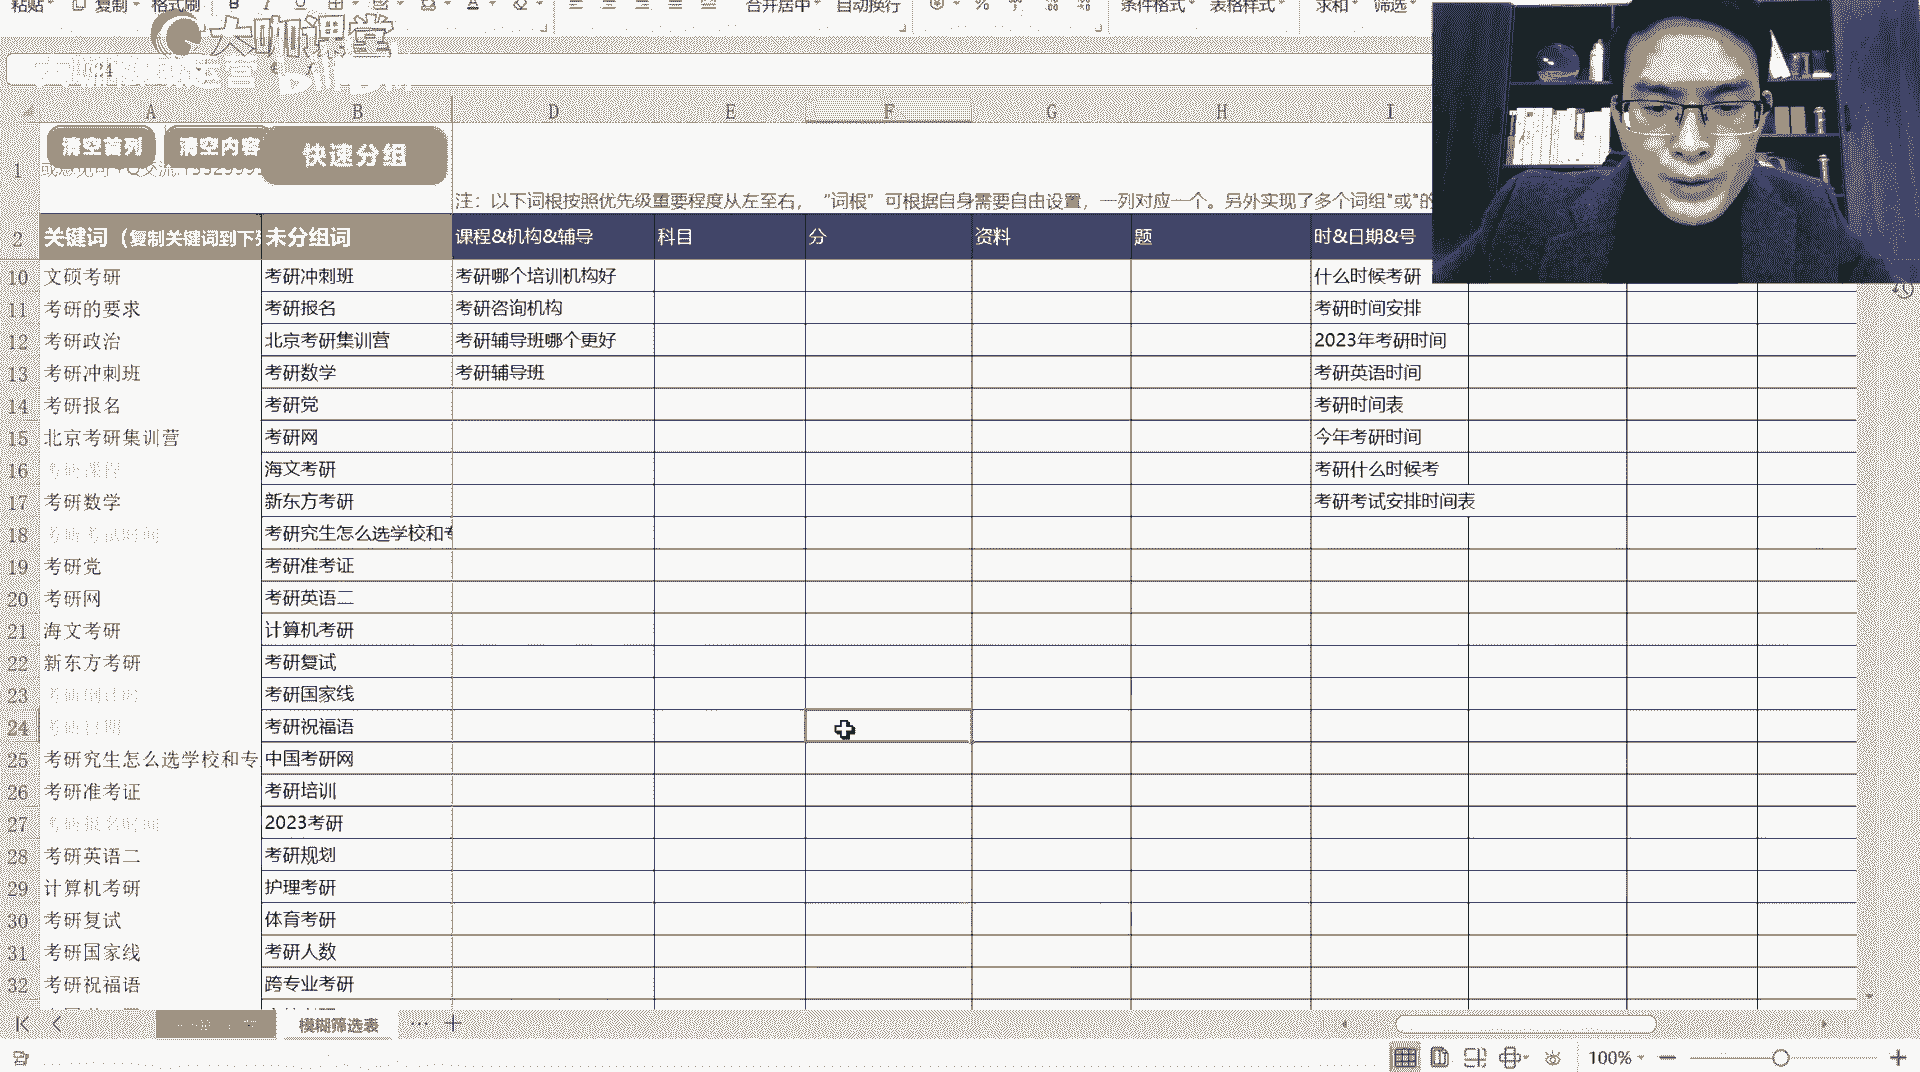 粘贴 复制 格式刷 B I U A 合并居中 自动换行 % 条件格式 表格样式 求和 筛选
大咖课堂
A B D E F G H I
清空首列 清空内容 快速分组
1
注：以下词根按照优先级重要程度从左至右，“词根”可根据自身需要自由设置，一列对应一个。另外实现了多个词组"或"的
2 关键词（复制关键词到下 未分组词 课程&机构&辅导 科目 分 资料 题 时&日期&号
10 文硕考研 考研冲刺班 考研哪个培训机构好 什么时候考研
11 考研的要求 考研报名 考研咨询机构 考研时间安排
12 考研政治 北京考研集训营 考研辅导班哪个更好 2023年考研时间
13 考研冲刺班 考研数学 考研辅导班 考研英语时间
14 考研报名 考研党 考研时间表
15 北京考研集训营 考研网 今年考研时间
16 考研课程 海文考研 考研什么时候考
17 考研数学 新东方考研 考研考试安排时间表
18 考研考试时间 考研究生怎么选学校和专
19 考研党 考研准考证
20 考研网 考研英语二
21 海文考研 计算机考研
22 新东方考研 考研复试
23 考研国家线
24 考研日期 考研祝福语
25 考研究生怎么选学校和专 中国考研网
26 考研准考证 考研培训
27 考研报名时间 2023考研
28 考研英语二 考研规划
29 计算机考研 护理考研
30 考研复试 体育考研
31 考研国家线 考研人数
32 考研祝福语 跨专业考研
模糊筛选表 ··· +
100% − +